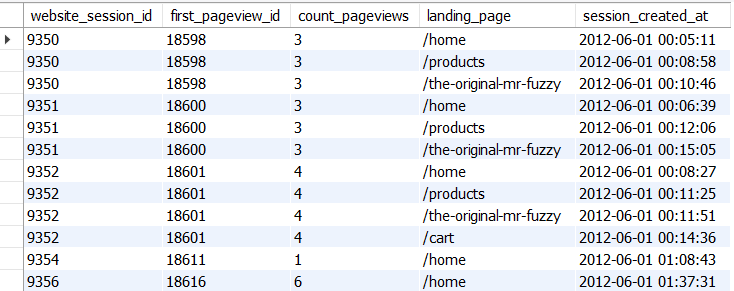 website_session_id first_pageview_id count_pageviews landing_page session_created_at
9350 18598 3 /home 2012-06-01 00:05:11
9350 18598 3 /products 2012-06-01 00:08:58
9350 18598 3 /the-original-mr-fuzzy 2012-06-01 00:10:46
9351 18600 3 /home 2012-06-01 00:06:39
9351 18600 3 /products 2012-06-01 00:12:06
9351 18600 3 /the-original-mr-fuzzy 2012-06-01 00:15:05
9352 18601 4 /home 2012-06-01 00:08:27
9352 18601 4 /products 2012-06-01 00:11:25
9352 18601 4 /the-original-mr-fuzzy 2012-06-01 00:11:51
9352 18601 4 /cart 2012-06-01 00:14:36
9354 18611 1 /home 2012-06-01 01:08:43
9356 18616 6 /home 2012-06-01 01:37:31